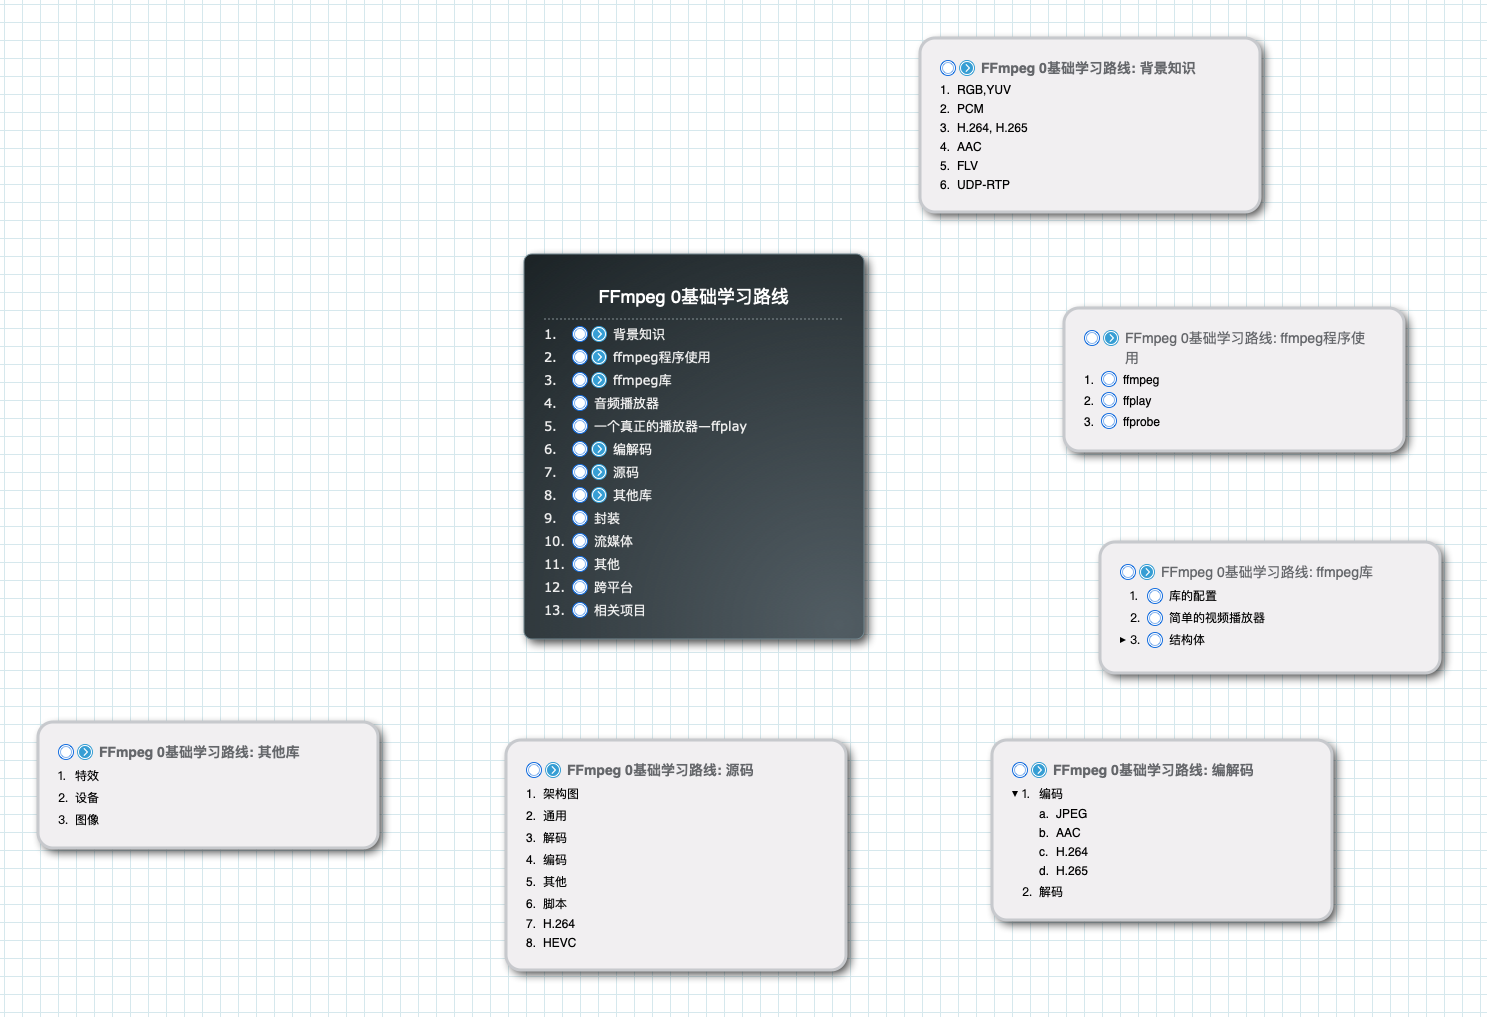 FFmpeg 0基础学习路线: 背景知识
1. RGB,YUV
2. PCM
3. H.264, H.265
4. AAC
5. FLV
6. UDP-RTP
FFmpeg 0基础学习路线
1. 背景知识
2. ffmpeg程序使用
3. ffmpeg库
4. 音频播放器
5. 一个真正的播放器—ffplay
6. 编解码
7. 源码
8. 其他库
9. 封装
10. 流媒体
11. 其他
12. 跨平台
13. 相关项目
FFmpeg 0基础学习路线: ffmpeg程序使
用
1. ffmpeg
2. ffplay
3. ffprobe
FFmpeg 0基础学习路线: ffmpeg库
1. 库的配置
2. 简单的视频播放器
3. 结构体
FFmpeg 0基础学习路线: 其他库
1. 特效
2. 设备
3. 图像
FFmpeg 0基础学习路线: 源码
1. 架构图
2. 通用
3. 解码
4. 编码
5. 其他
6. 脚本
7. H.264
8. HEVC
FFmpeg 0基础学习路线: 编解码
1. 编码
a. JPEG
b. AAC
c. H.264
d. H.265
2. 解码